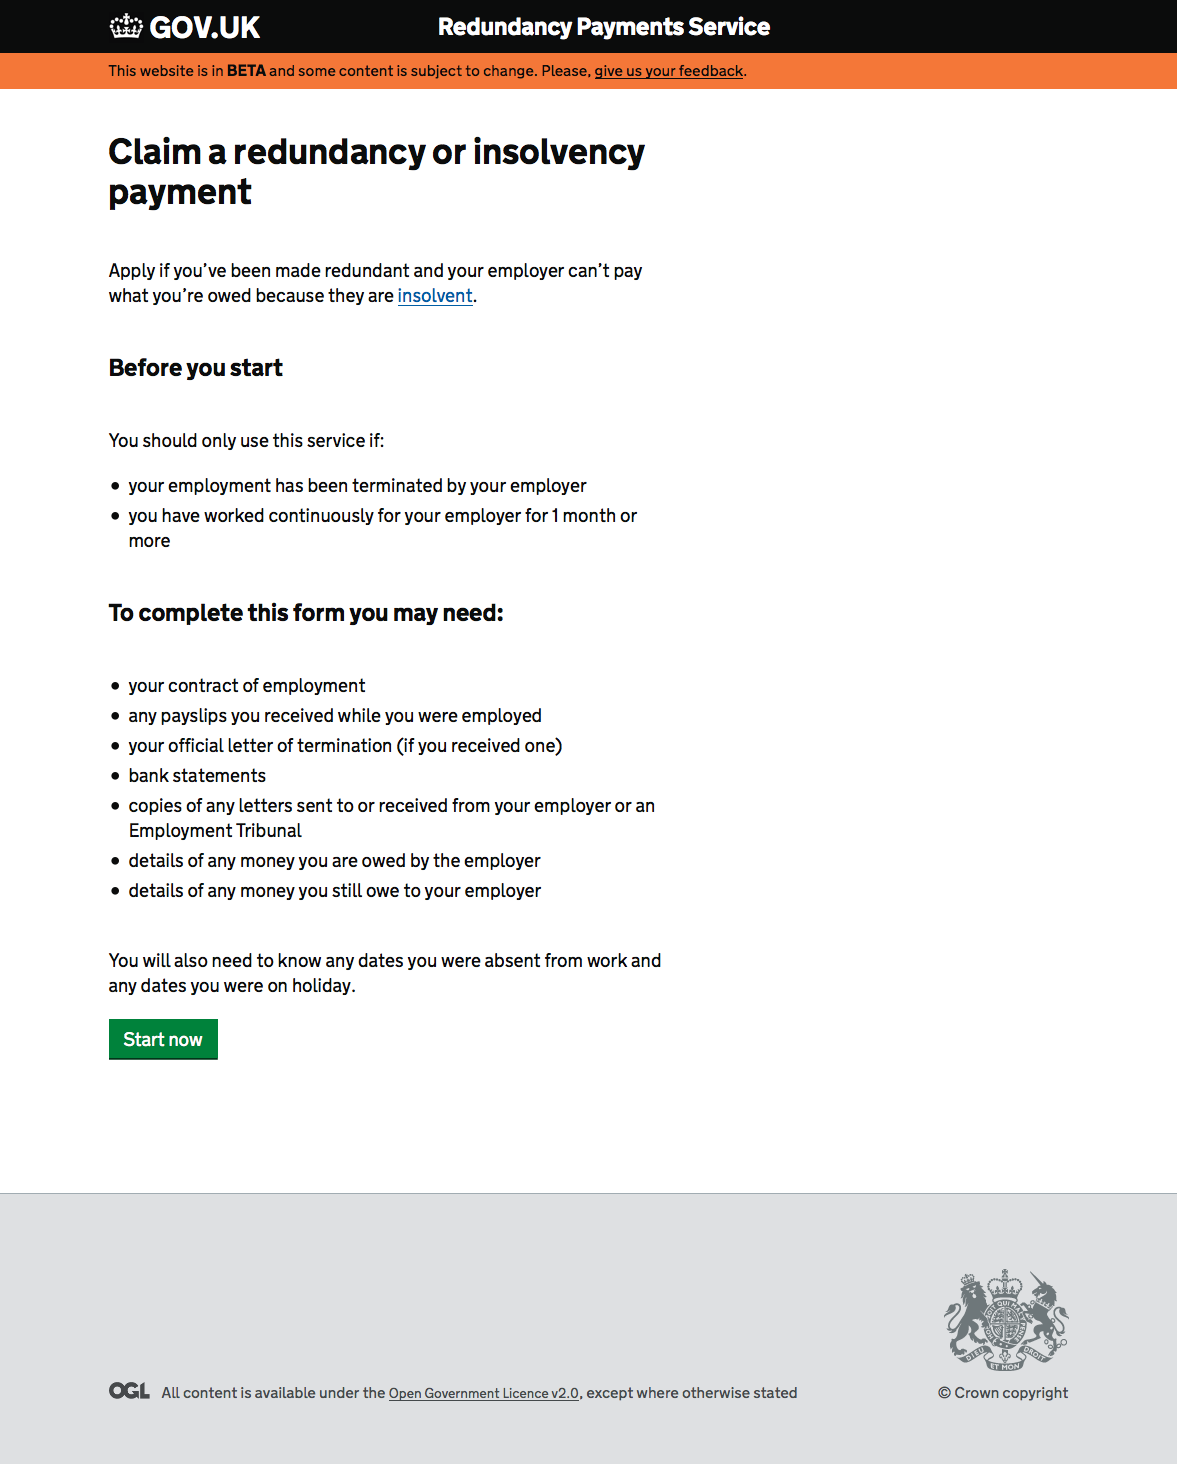 GOV.UK
Redundancy Payments Service
This website is in BETA and some content is subject to change. Please, give us your feedback.
Claim a redundancy or insolvency
payment
Apply if you’ve been made redundant and your employer can’t pay
what you’re owed because they are insolvent.
Before you start
You should only use this service if:
• your employment has been terminated by your employer
• you have worked continuously for your employer for 1 month or
more
To complete this form you may need:
• your contract of employment
• any payslips you received while you were employed
• your official letter of termination (if you received one)
• bank statements
• copies of any letters sent to or received from your employer or an
Employment Tribunal
• details of any money you are owed by the employer
• details of any money you still owe to your employer
You will also need to know any dates you were absent from work and
any dates you were on holiday.
Start now
DIEU ET MON DROIT
OGL All content is available under the Open Government Licence v2.0, except where otherwise stated
© Crown copyright